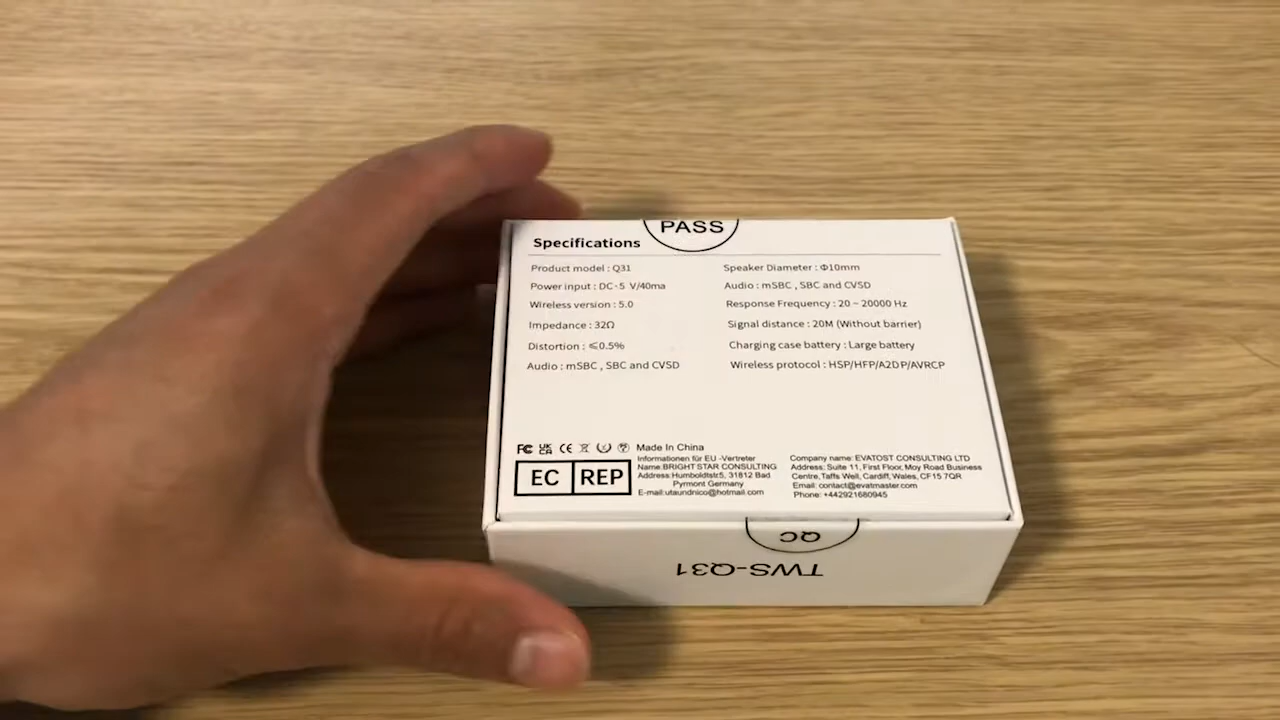 PASS
Specifications
Product model : Q31
Power input : DC-5 V/40ma
Wireless version : 5.0
Impedance : 32Ω
Distortion : ≤0.5%
Audio : mSBC , SBC and CVSD
Speaker Diameter : Φ10mm
Audio : mSBC , SBC and CVSD
Response Frequency : 20 ~ 20000 Hz
Signal distance : 20M (Without barrier)
Charging case battery : Large battery
Wireless protocol : HSP/HFP/A2DP/AVRCP
FC UK CA CE Made In China
EC REP
Informationen für EU -Vertreter
Name:BRIGHT STAR CONSULTING
Address:Humboldtstr5, 31812 Bad
Pyrmont Germany
E-mail:utaundnico@hotmail.com
Company name: EVATOST CONSULTING LTD
Address: Suite 11, First Floor, Moy Road Business
Centre, Taffs Well, Cardiff, Wales, CF15 7QR
Email: contact@evatmaster.com
Phone: +442921680945
QC
TWS-Q31